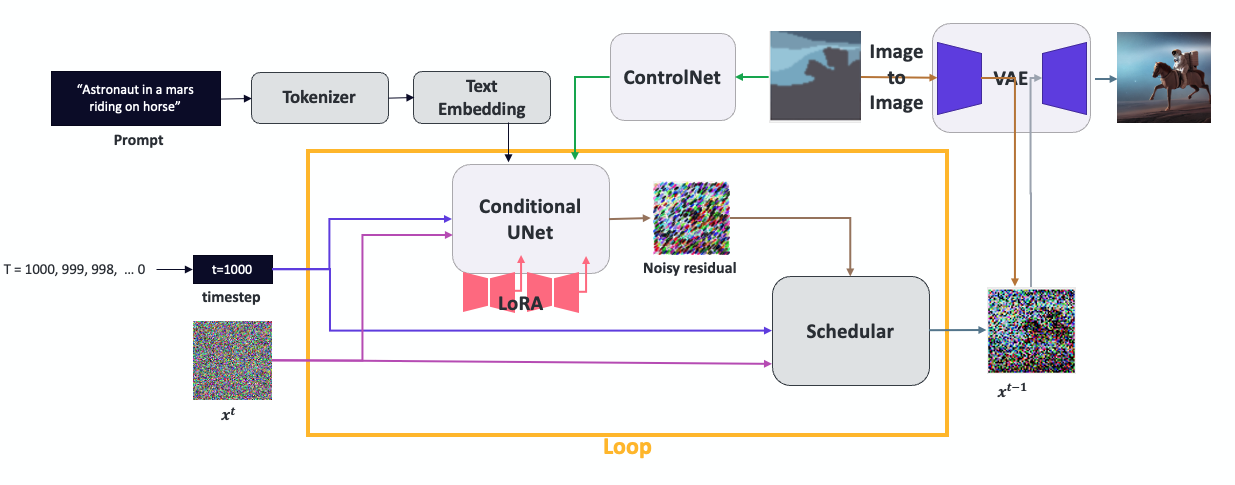 “Astronaut in a mars
riding on horse”
Prompt
Tokenizer
Text
Embedding
ControlNet
Image
to
Image
VAE
Conditional
UNet
Noisy residual
LoRA
T = 1000, 999, 998, ... 0
t=1000
timestep
Schedular
x^t
x^{t−1}
Loop